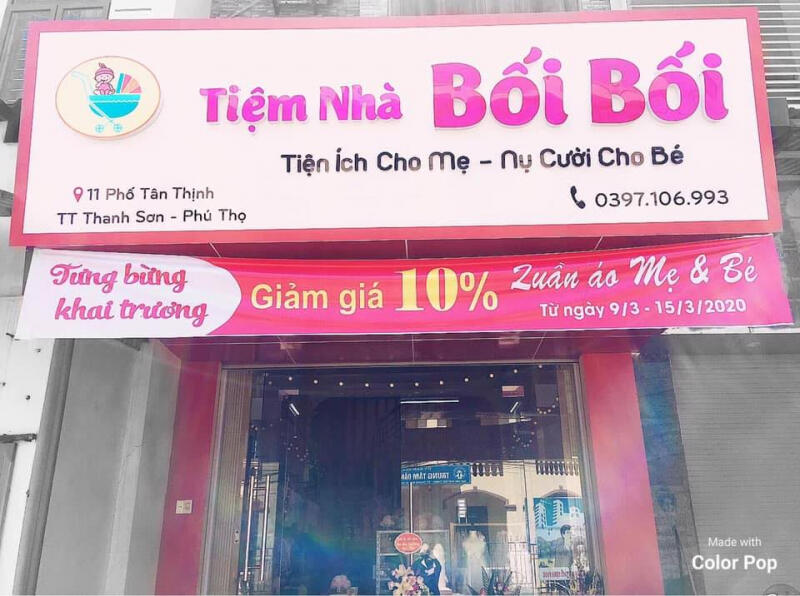 Tiệm Nhà Bối Bối
Tiện Ích Cho Mẹ - Nụ Cười Cho Bé
11 Phố Tân Thịnh
TT Thanh Sơn - Phú Thọ
0397.106.993
Tưng bừng
khai trương
Giảm giá 10%
Quần áo Mẹ & Bé
Từ ngày 9/3 - 15/3/2020
TRUNG TÂM
Made with
Color Pop